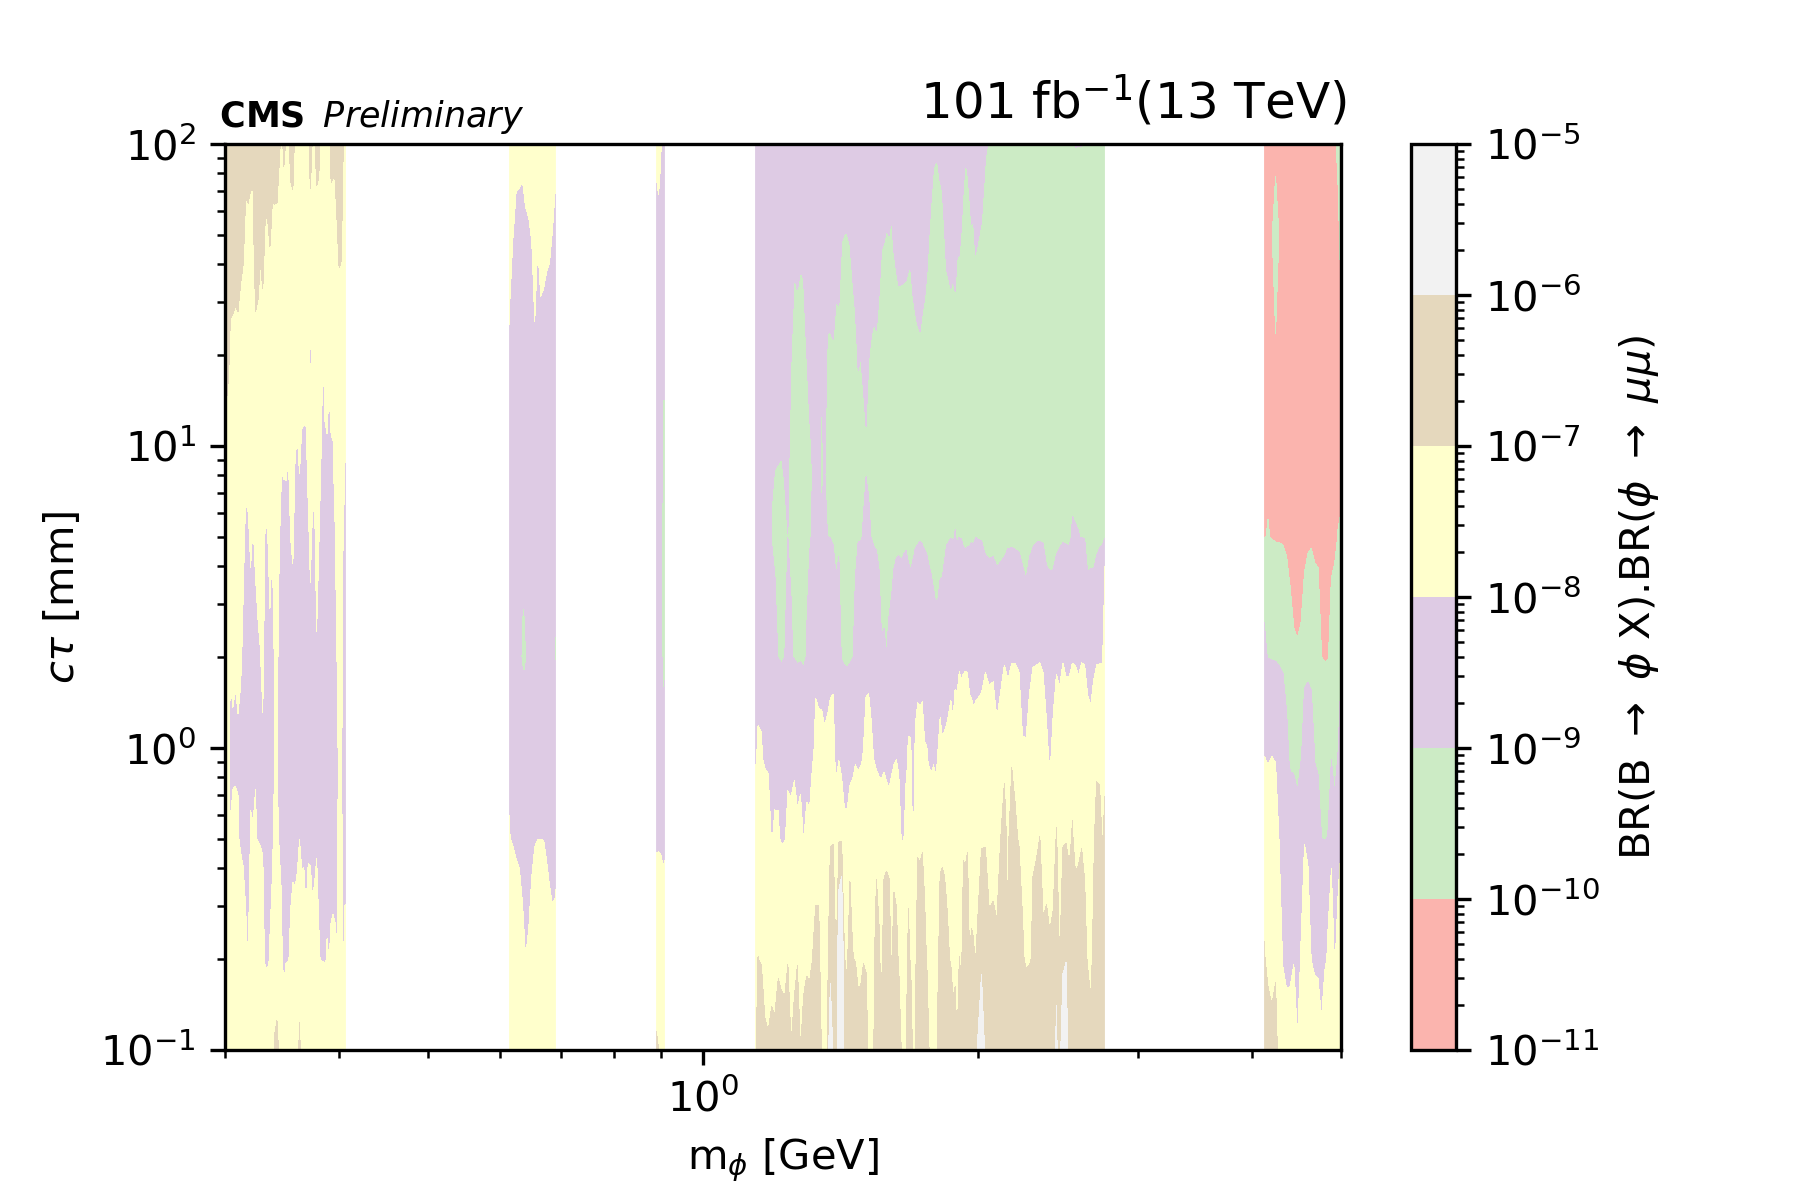 CMS Preliminary
101 fb⁻¹(13 TeV)
10²
10¹
10⁰
10⁻¹
cτ [mm]
10⁰
m_ϕ [GeV]
10⁻⁵
10⁻⁶
10⁻⁷
10⁻⁸
10⁻⁹
10⁻¹⁰
10⁻¹¹
BR(B → ϕ X).BR(ϕ → μμ)